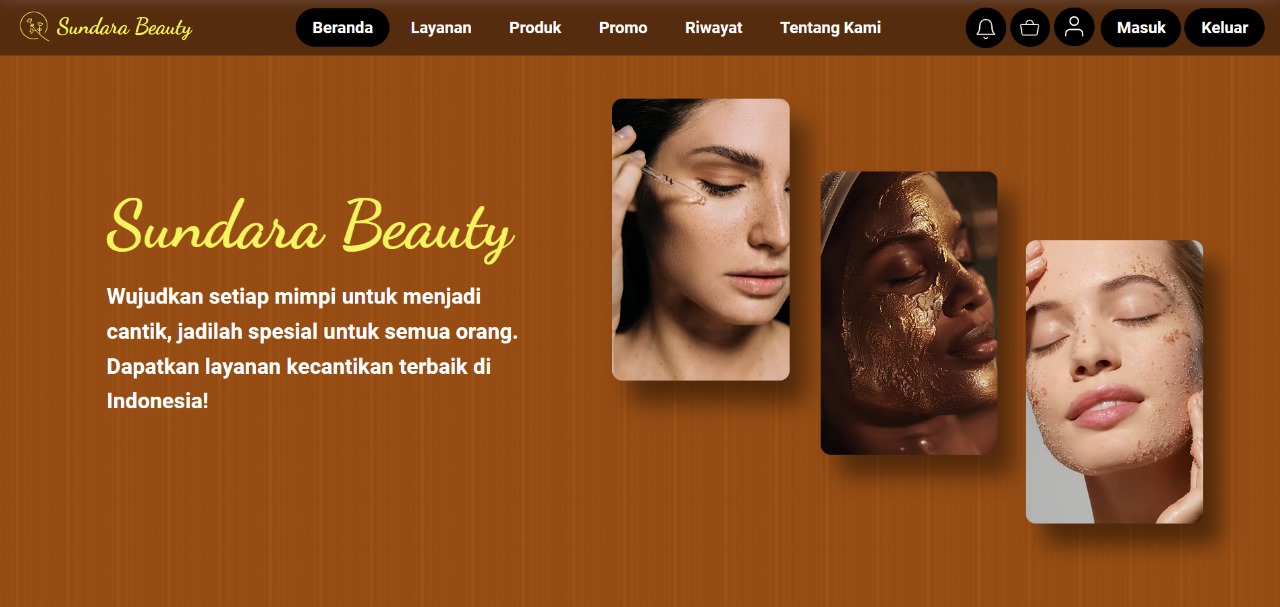 Sundara Beauty
Beranda
Layanan
Produk
Promo
Riwayat
Tentang Kami
Masuk
Keluar
Sundara Beauty
Wujudkan setiap mimpi untuk menjadi
cantik, jadilah spesial untuk semua orang.
Dapatkan layanan kecantikan terbaik di
Indonesia!